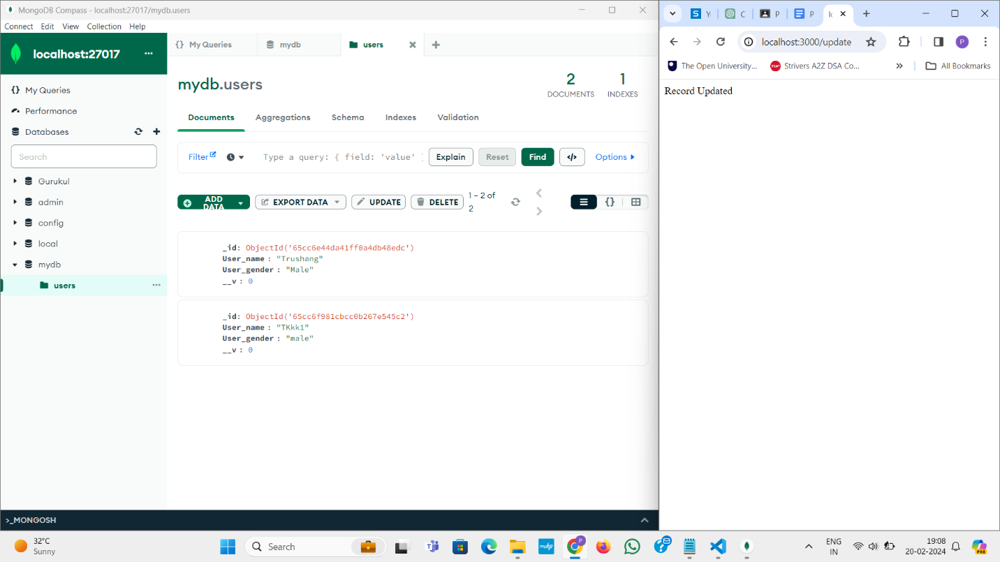 MongoDB Compass - localhost:27017/mydb.users
Connect Edit View Collection Help
localhost:27017
My Queries
Performance
Databases
Search
Gurukul
admin
config
local
mydb
users
{} My Queries
mydb
users
mydb.users
2
DOCUMENTS
1
INDEXES
Documents Aggregations Schema Indexes Validation
Filter
Type a query: { field: 'value' }
Explain
Reset
Find
</>
Options
ADD DATA
EXPORT DATA
UPDATE
DELETE
1 – 2 of
2
{}
_id: ObjectId('65cc6e44da41ff0a4db48edc')
User_name : "Trushang"
User_gender : "Male"
__v : 0
_id: ObjectId('65cc6f981cbcc0b267e545c2')
User_name : "TKkk1"
User_gender : "male"
__v : 0
>_MONGOSH
localhost:3000/update
P
The Open University...
TUF
Strivers A2Z DSA Co...
All Bookmarks
Record Updated
32°C
Sunny
Search
myhp
ENG
IN
19:08
20-02-2024
PRE